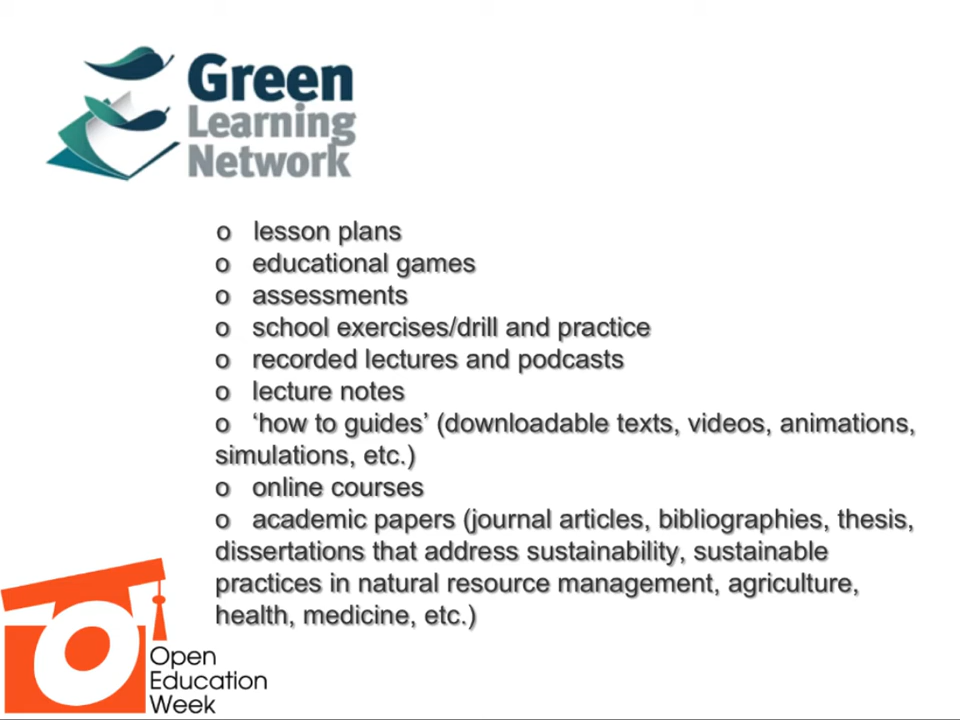 Green
Learning
Network
o lesson plans
o educational games
o assessments
o school exercises/drill and practice
o recorded lectures and podcasts
o lecture notes
o ‘how to guides’ (downloadable texts, videos, animations,
simulations, etc.)
o online courses
o academic papers (journal articles, bibliographies, thesis,
dissertations that address sustainability, sustainable
practices in natural resource management, agriculture,
health, medicine, etc.)
Open
Education
Week